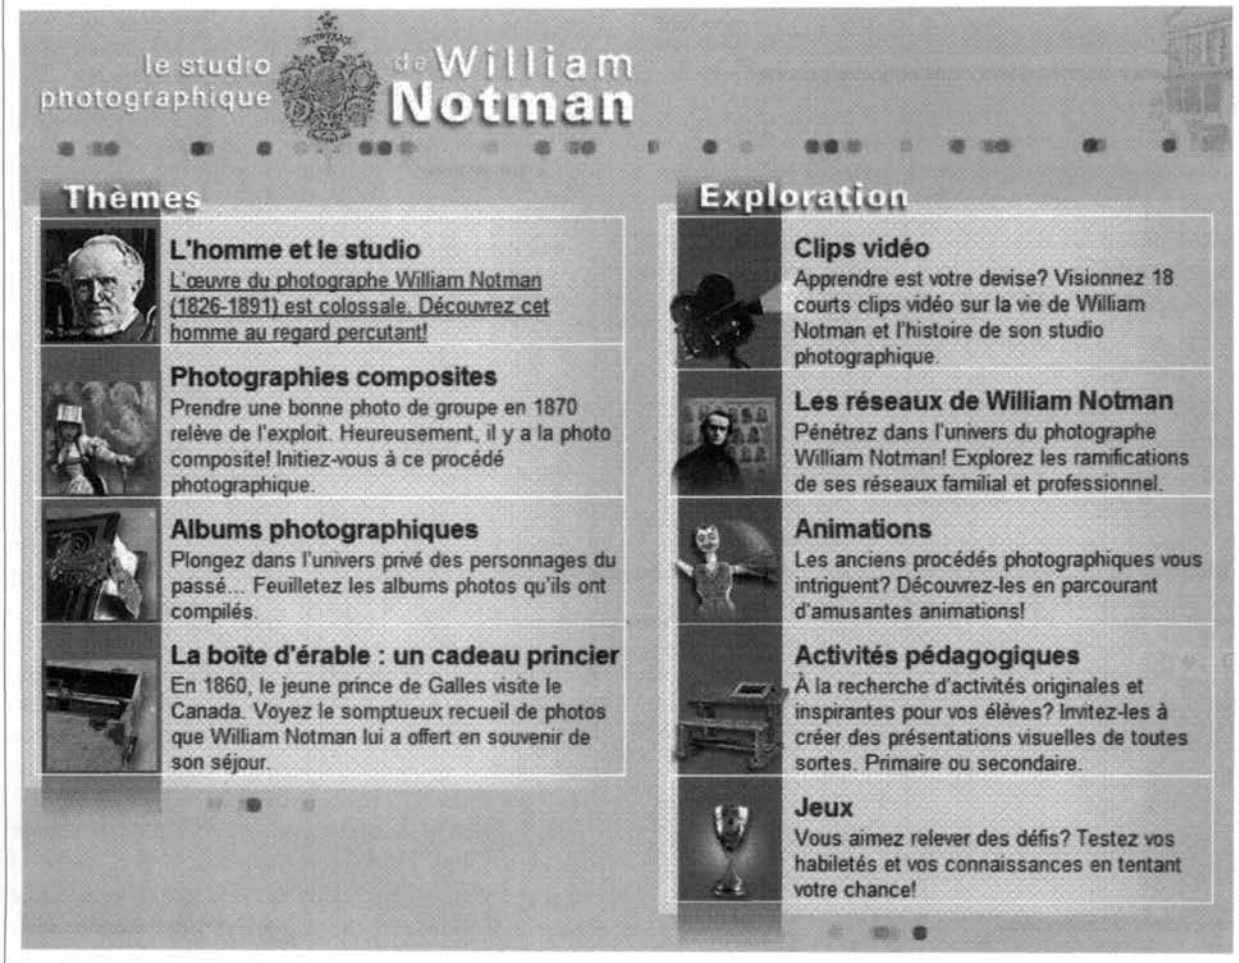 le studio
photographique
de William
Notman
Thèmes
L'homme et le studio
L'œuvre du photographe William Notman
(1826-1891) est colossale. Découvrez cet
homme au regard percutant!
Photographies composites
Prendre une bonne photo de groupe en 1870
relève de l'exploit. Heureusement, il y a la photo
composite! Initiez-vous à ce procédé
photographique.
Albums photographiques
Plongez dans l'univers privé des personnages du
passé... Feuilletez les albums photos qu'ils ont
compilés.
La boîte d'érable : un cadeau princier
En 1860, le jeune prince de Galles visite le
Canada. Voyez le somptueux recueil de photos
que William Notman lui a offert en souvenir de
son séjour.
Exploration
Clips vidéo
Apprendre est votre devise? Visionnez 18
courts clips vidéo sur la vie de William
Notman et l'histoire de son studio
photographique.
Les réseaux de William Notman
Pénétrez dans l'univers du photographe
William Notman! Explorez les ramifications
de ses réseaux familial et professionnel.
Animations
Les anciens procédés photographiques vous
intriguent? Découvrez-les en parcourant
d'amusantes animations!
Activités pédagogiques
À la recherche d'activités originales et
inspirantes pour vos élèves? Invitez-les à
créer des présentations visuelles de toutes
sortes. Primaire ou secondaire.
Jeux
Vous aimez relever des défis? Testez vos
habiletés et vos connaissances en tentant
votre chance!